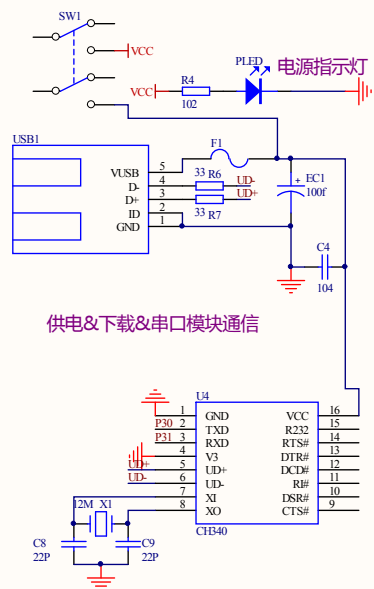 SW1
VCC
PLED
电源指示灯
R4
VCC
102
USB1
F1
VUSB 5
33 R6
UD-
D- 4
EC1
+
D+ 3
UD+
100f
ID 2
33 R7
GND 1
C4
104
供电&下载&串口模块通信
U4
1 GND VCC 16
P30 2 TXD R232 15
P31 3 RXD RTS# 14
4 V3 DTR# 13
UD+ 5 UD+ DCD# 12
UD- 6 UD- RI# 11
7 XI DSR# 10
8 XO CTS# 9
12M X1
CH340
C8
C9
22P
22P